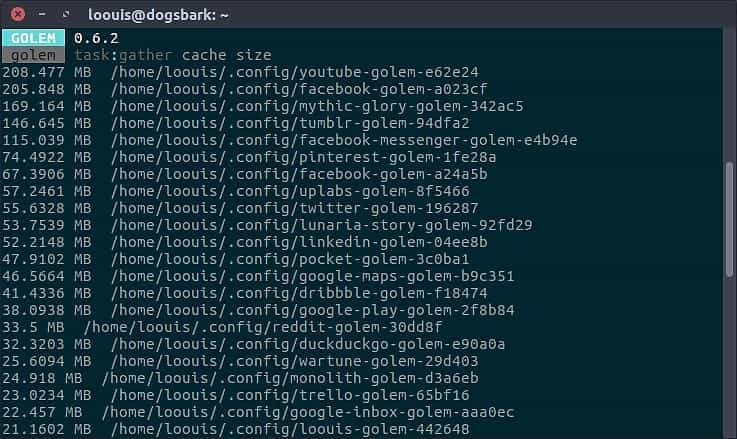 loouis@dogsbark: ~
GOLEM 0.6.2
golem task:gather cache size
208.477 MB /home/loouis/.config/youtube-golem-e62e24
205.848 MB /home/loouis/.config/facebook-golem-a023cf
169.164 MB /home/loouis/.config/mythic-glory-golem-342ac5
146.645 MB /home/loouis/.config/tumblr-golem-94dfa2
115.039 MB /home/loouis/.config/facebook-messenger-golem-e4b94e
74.4922 MB /home/loouis/.config/pinterest-golem-1fe28a
67.3906 MB /home/loouis/.config/facebook-golem-a24a5b
57.2461 MB /home/loouis/.config/uplabs-golem-8f5466
55.6328 MB /home/loouis/.config/twitter-golem-196287
53.7539 MB /home/loouis/.config/lunaria-story-golem-92fd29
52.2148 MB /home/loouis/.config/linkedin-golem-04ee8b
47.9102 MB /home/loouis/.config/pocket-golem-3c0ba1
46.5664 MB /home/loouis/.config/google-maps-golem-b9c351
41.4336 MB /home/loouis/.config/dribbble-golem-f18474
38.0938 MB /home/loouis/.config/google-play-golem-2f8b84
33.5 MB /home/loouis/.config/reddit-golem-30dd8f
32.3203 MB /home/loouis/.config/duckduckgo-golem-e90a0a
25.6094 MB /home/loouis/.config/wartune-golem-29d403
24.918 MB /home/loouis/.config/monolith-golem-d3a6eb
23.0234 MB /home/loouis/.config/trello-golem-65bf16
22.457 MB /home/loouis/.config/google-inbox-golem-aaa0ec
21.1602 MB /home/loouis/.config/loouis-golem-442648